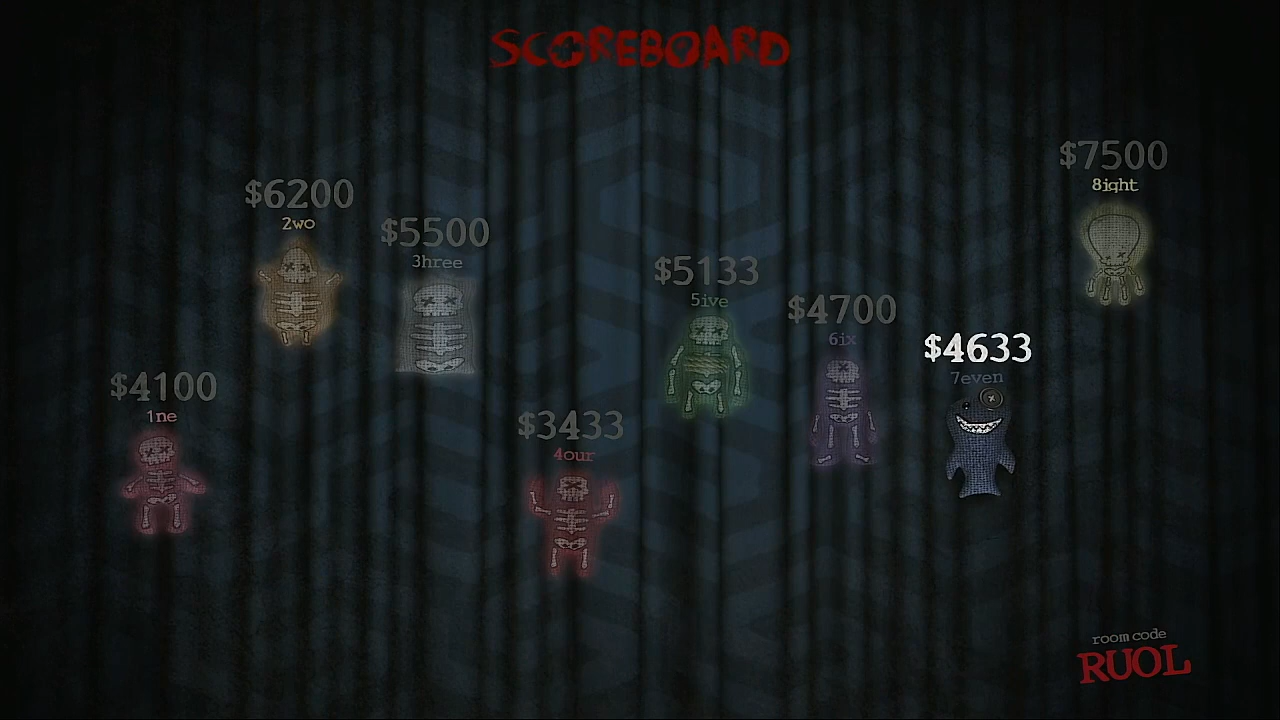 SCOREBOARD
$7500
8ight
$6200
2wo
$5500
3hree
$5133
5ive
$4700
6ix
$4633
7even
$4100
1ne
$3433
4our
room code
RUOL